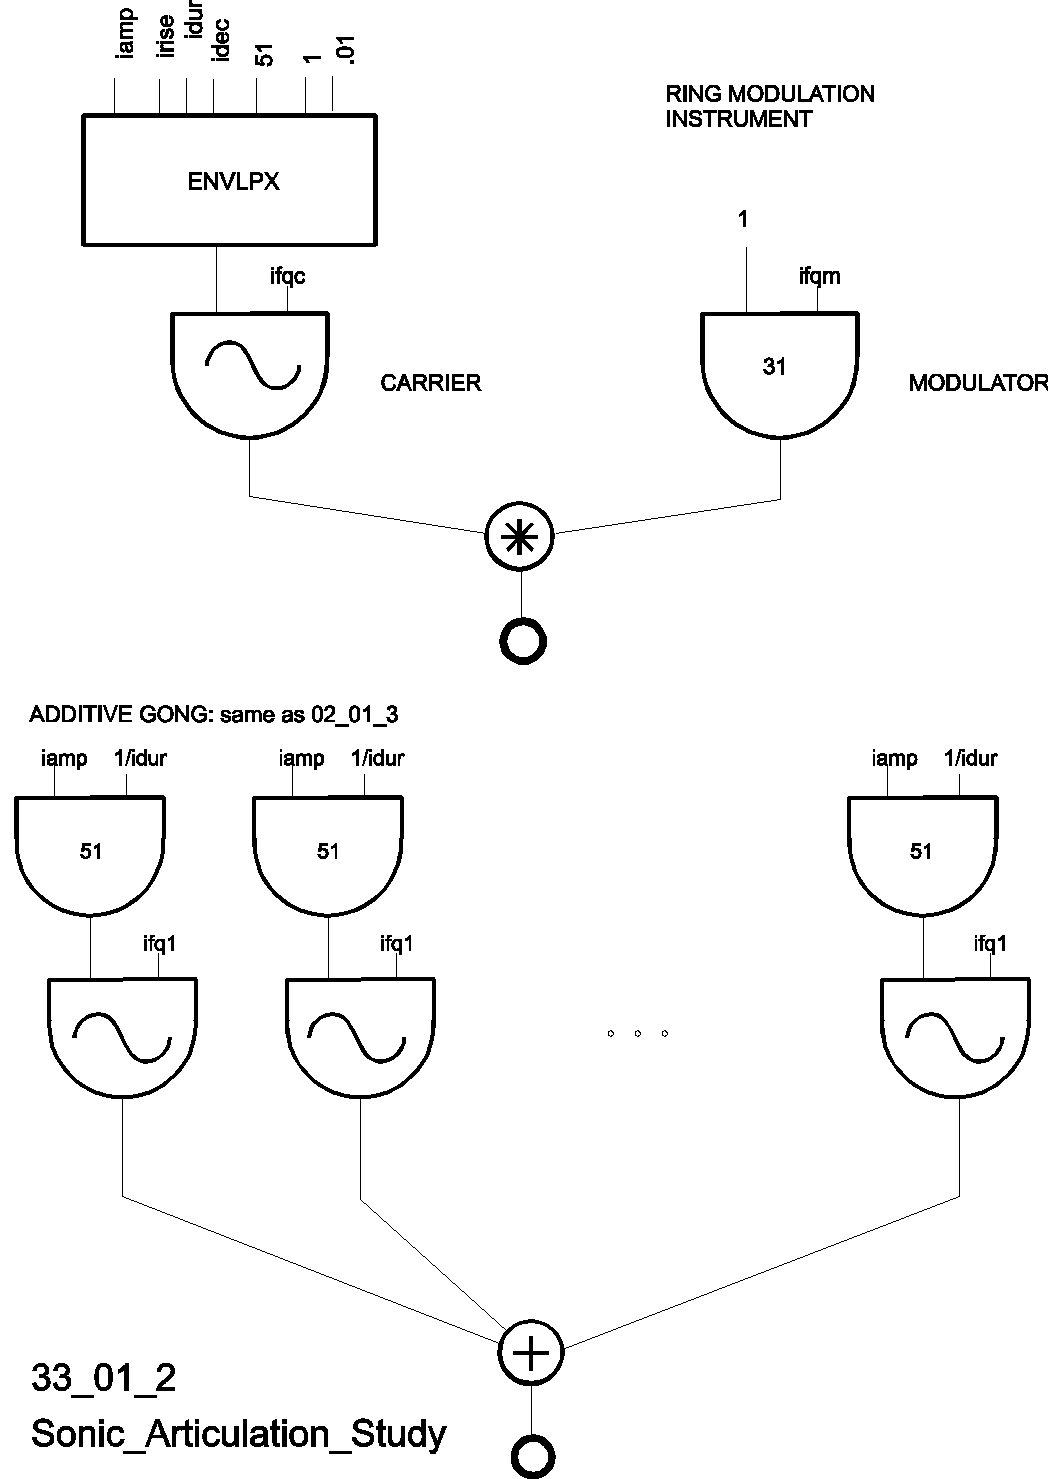 iamp irise idur idec 51 1 .01
RING MODULATION
INSTRUMENT
ENVLPX
1
ifqc
ifqm
31
CARRIER
MODULATOR
ADDITIVE GONG: same as 02_01_3
iamp 1/idur iamp 1/idur iamp 1/idur
51 51 51
ifq1 ifq1 ifq1
33_01_2
Sonic_Articulation_Study